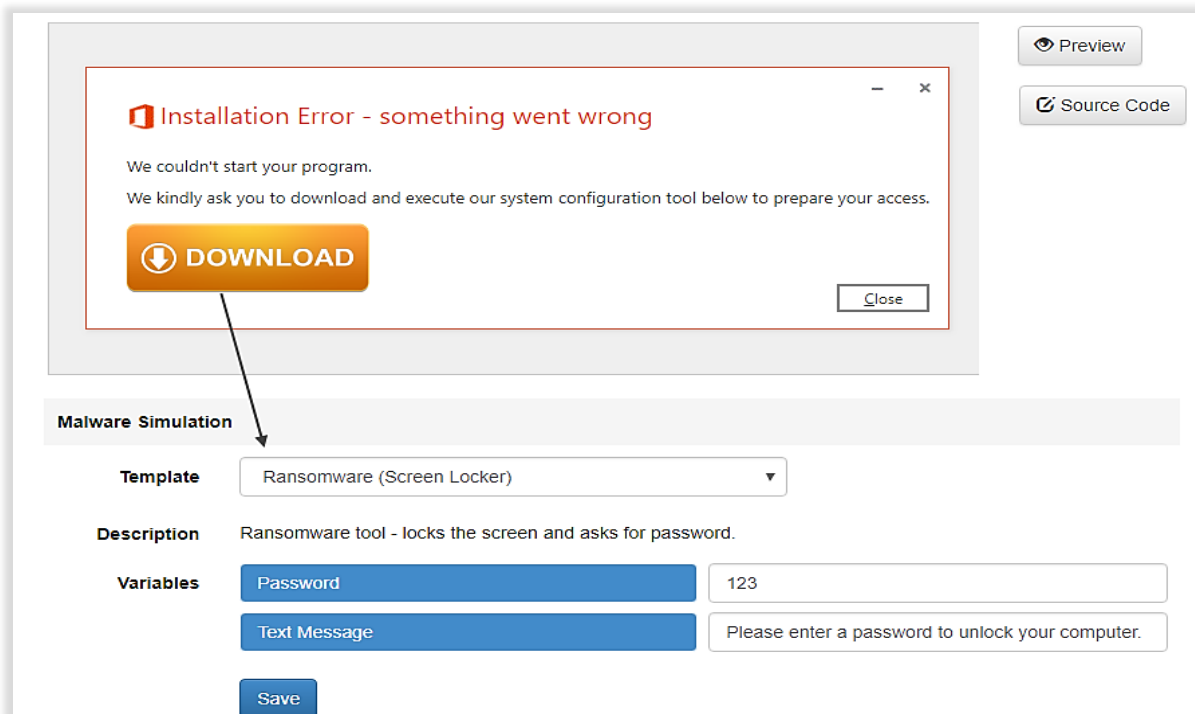 Preview
Source Code
Installation Error - something went wrong
We couldn't start your program.
We kindly ask you to download and execute our system configuration tool below to prepare your access.
DOWNLOAD
Close
Malware Simulation
Template Ransomware (Screen Locker)
Description Ransomware tool - locks the screen and asks for password.
Variables Password 123
Text Message Please enter a password to unlock your computer.
Save